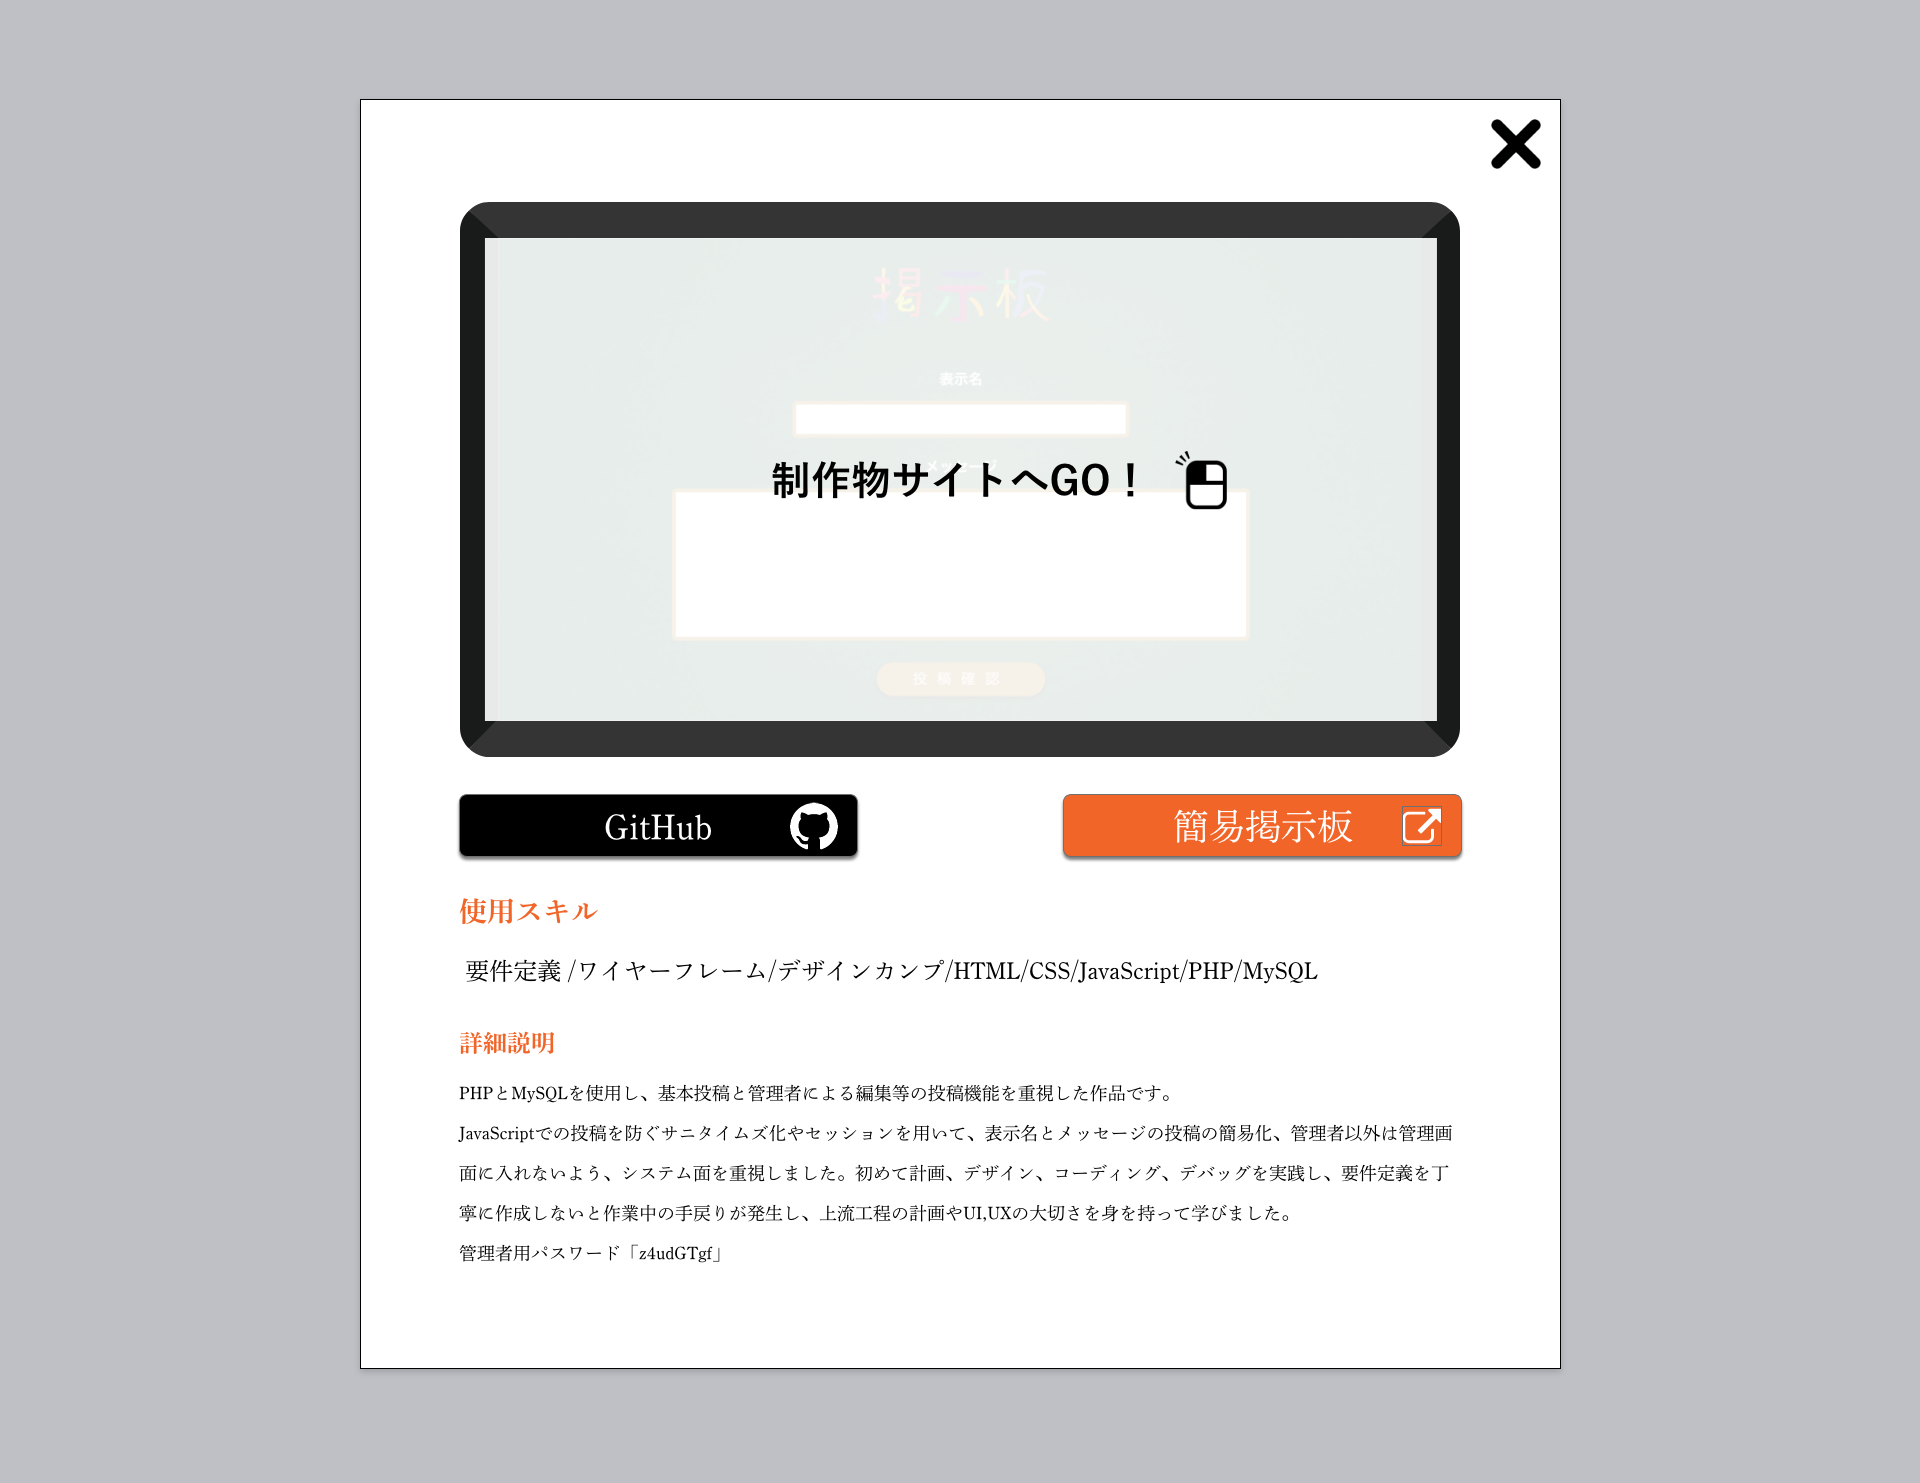 掲示板
表示名
メッセージ
制作物サイトへGO！
投稿確認
GitHub
簡易掲示板
使用スキル
要件定義 /ワイヤーフレーム/デザインカンプ/HTML/CSS/JavaScript/PHP/MySQL
詳細説明
PHPとMySQLを使用し、基本投稿と管理者による編集等の投稿機能を重視した作品です。
JavaScriptでの投稿を防ぐサニタイムズ化やセッションを用いて、表示名とメッセージの投稿の簡易化、管理者以外は管理画
面に入れないよう、システム面を重視しました。初めて計画、デザイン、コーディング、デバッグを実践し、要件定義を丁
寧に作成しないと作業中の手戻りが発生し、上流工程の計画やUI,UXの大切さを身を持って学びました。
管理者用パスワード「z4udGTgf」